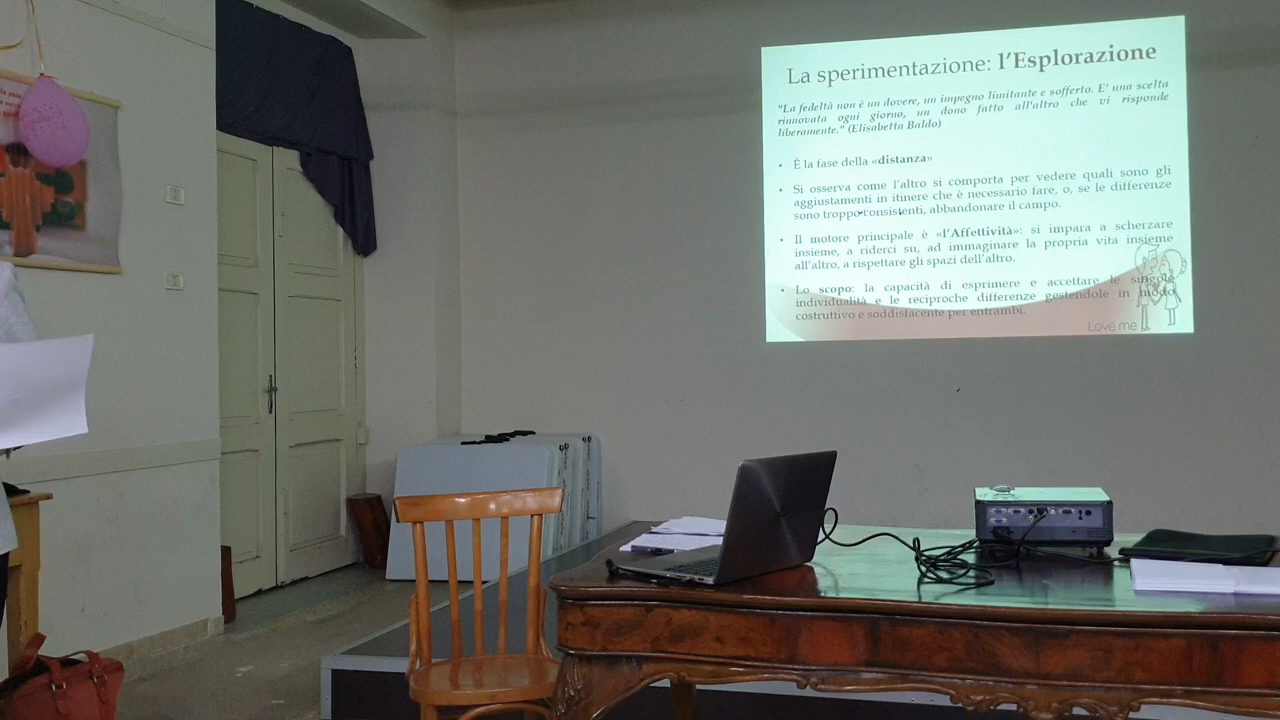 La sperimentazione: l'Esplorazione
"La fedeltà non è un dovere, un impegno limitante e sofferto. E' una scelta
rinnovata ogni giorno, un dono fatto all'altro che vi risponde
liberamente." (Elisabetta Baldo)
• È la fase della «distanza»
• Si osserva come l'altro si comporta per vedere quali sono gli
aggiustamenti in itinere che è necessario fare, o, se le differenze
sono troppo consistenti, abbandonare il campo.
• Il motore principale è «l'Affettività»: si impara a scherzare
insieme, a riderci su, ad immaginare la propria vita insieme
all'altro, a rispettare gli spazi dell'altro.
• Lo scopo: la capacità di esprimere e accettare le singole
individualità e le reciproche differenze gestendole in modo
costruttivo e soddisfacente per entrambi.
Love me